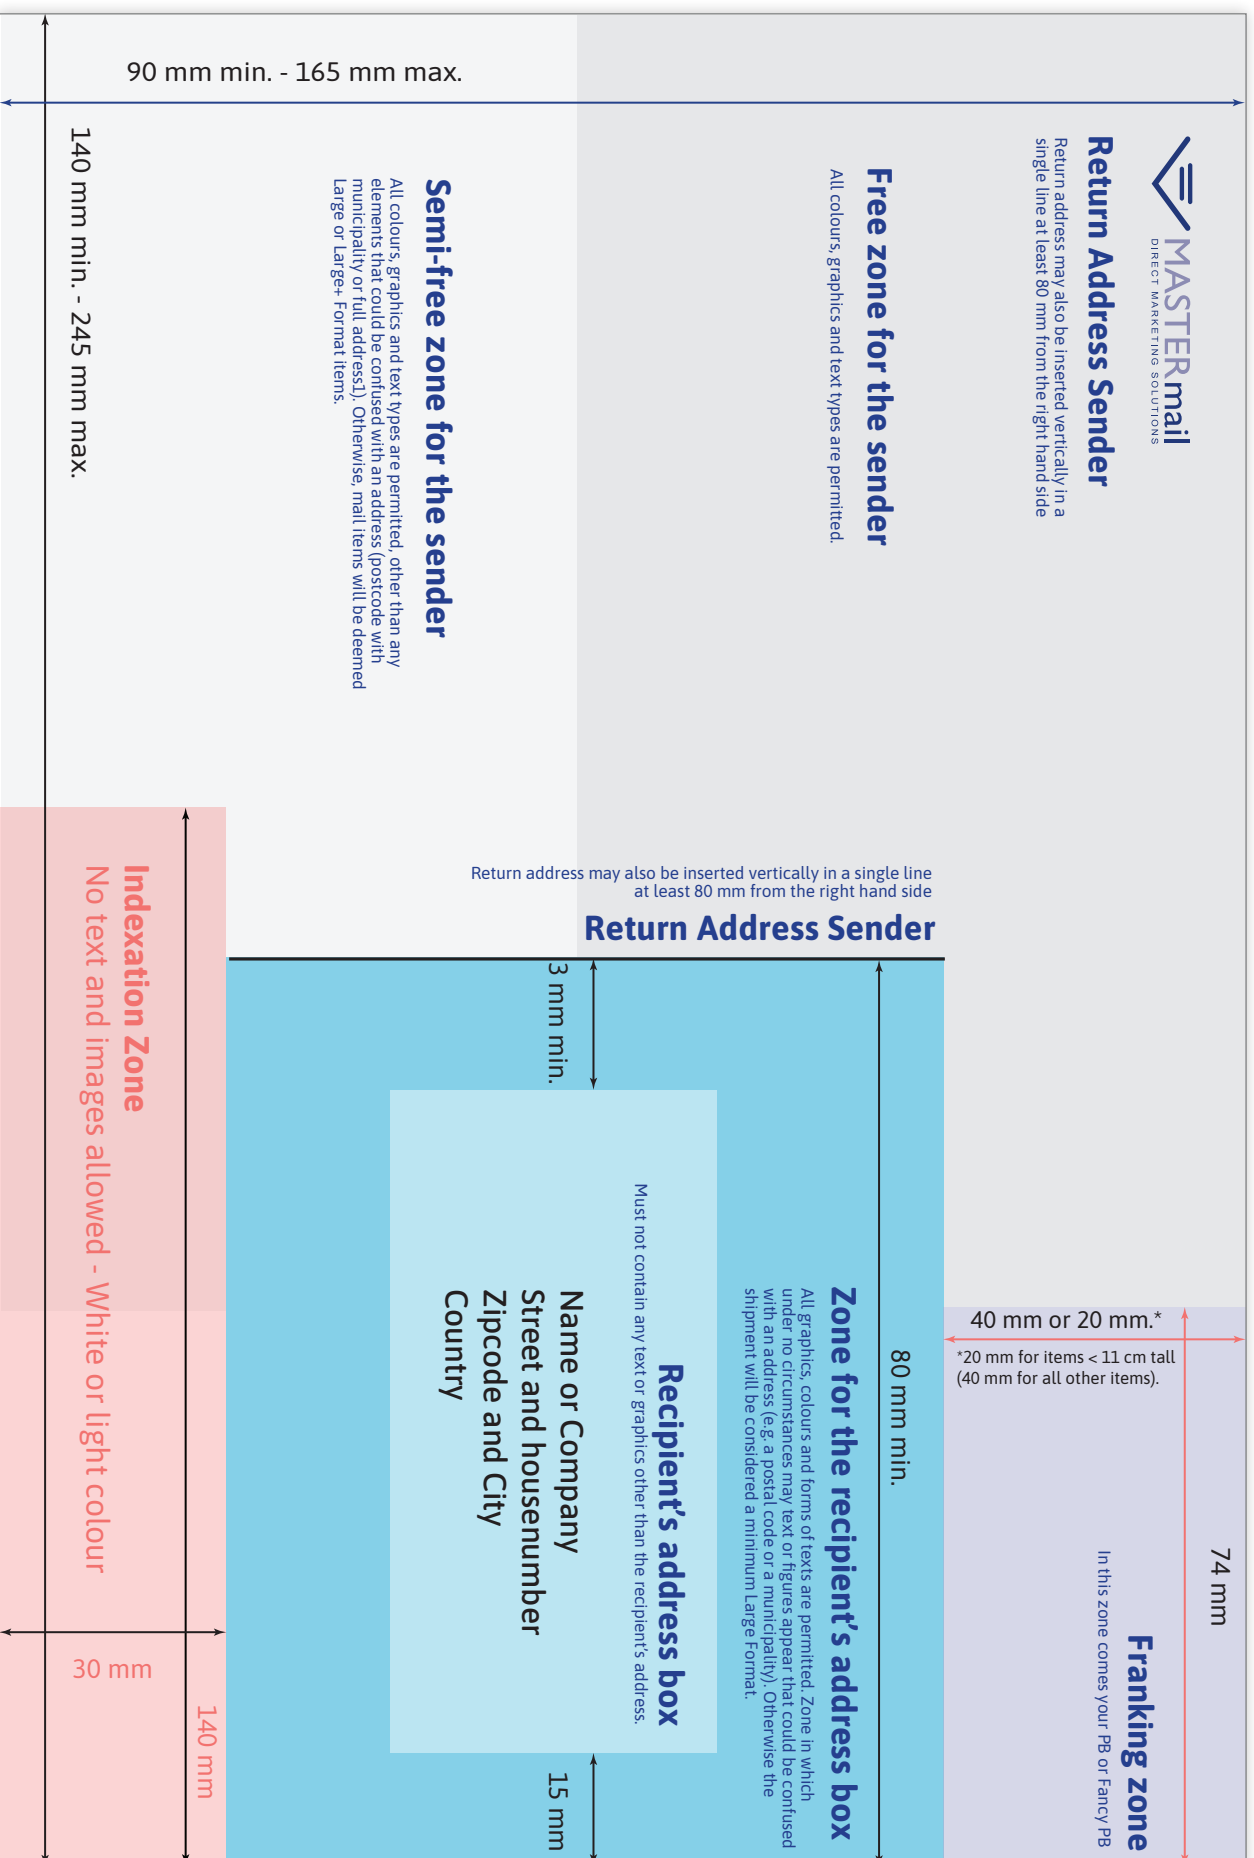 MASTERmail
DIRECT MARKETING SOLUTIONS
Return Address Sender
Return address may also be inserted vertically in a
single line at least 80 mm from the right hand side
74 mm
Franking zone
In this zone comes your PB or Fancy PB
40 mm or 20 mm.*
*20 mm for items < 11 cm tall
(40 mm for all other items).
Free zone for the sender
All colours, graphics and text types are permitted.
Return address may also be inserted vertically in a single line
at least 80 mm from the right hand side
Return Address Sender
80 mm min.
Zone for the recipient's address box
All graphics, colours and forms of texts are permitted. Zone in which
under no circumstances may text or figures appear that could be confused
with an address (e.g. a postal code or a municipality). Otherwise the
shipment will be considered a minimum Large Format.
Recipient's address box
Must not contain any text or graphics other than the recipient's address.
Name or Company
Street and housenumber
Zipcode and City
Country
3 mm min.
15 mm
Semi-free zone for the sender
All colours, graphics and text types are permitted, other than any
elements that could be confused with an address (postcode with
municipality or full address1). Otherwise, mail items will be deemed
Large or Large+ Format items.
90 mm min. - 165 mm max.
140 mm
Indexation Zone
No text and images allowed - White or light colour
30 mm
140 mm min. - 245 mm max.